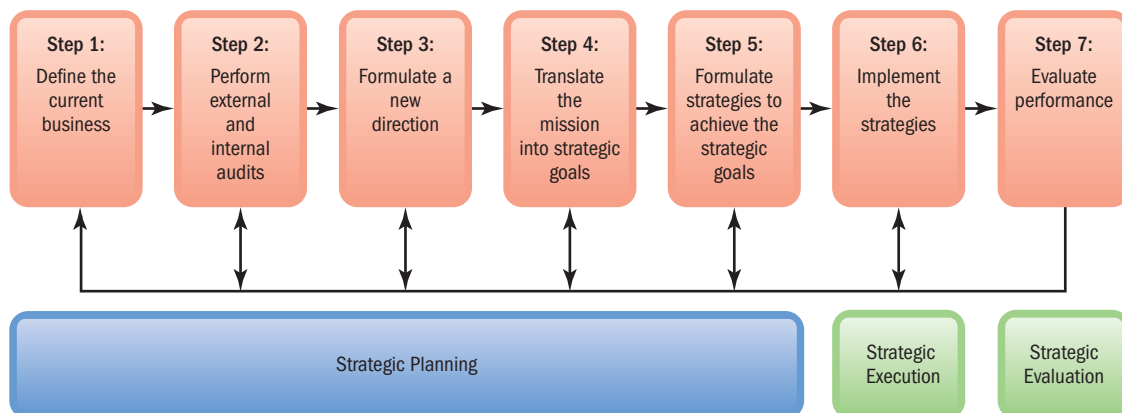 Step 1:
Define the
current
business
Step 2:
Perform
external
and
internal
audits
Step 3:
Formulate a
new
direction
Step 4:
Translate
the
mission
into strategic
goals
Step 5:
Formulate
strategies to
achieve the
strategic
goals
Step 6:
Implement
the
strategies
Step 7:
Evaluate
performance
Strategic Planning
Strategic
Execution
Strategic
Evaluation